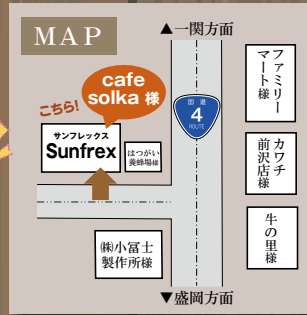 MAP
▲一関方面
cafe
solka 様
こちら!
サンフレックス
Sunfrex
はつがい
養蜂場様
国道
4
ROUTE
ファミリー
マート様
カワチ
前沢店様
牛の里様
㈱小冨士
製作所様
▼盛岡方面